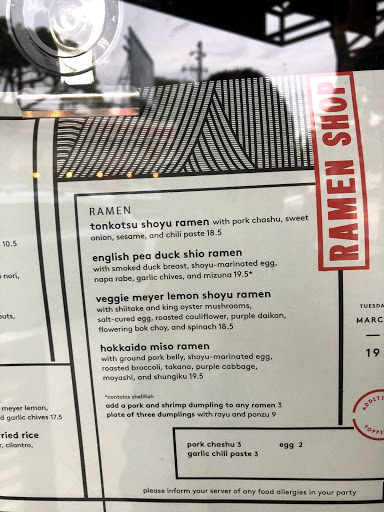 RAMEN SHOP
RAMEN
tonkotsu shoyu ramen with pork chashu, sweet
onion, sesame, and chili paste 18.5
english pea duck shio ramen
with smoked duck breast, shoyu-marinated egg,
napa rabe, garlic chives, and mizuna 19.5*
veggie meyer lemon shoyu ramen
with shiitake and king oyster mushrooms,
salt-cured egg, roasted cauliflower, purple daikon,
flowering bok choy, and spinach 18.5
hokkaido miso ramen
with ground pork belly, shoyu-marinated egg,
roasted broccoli, takana, purple cabbage,
moyashi, and shungiku 19.5
*contains shellfish
add a pork and shrimp dumpling to any ramen 3
plate of three dumplings with rayu and ponzu 9
pork chashu 3 egg 2
garlic chili paste 3
please inform your server of any food allergies in your party
10.5
nori,
outs,
meyer lemon,
d garlic chives 17.5
ried rice
r, cilantro,
TUESDA
MARC
19
ADDITI
TOPPI